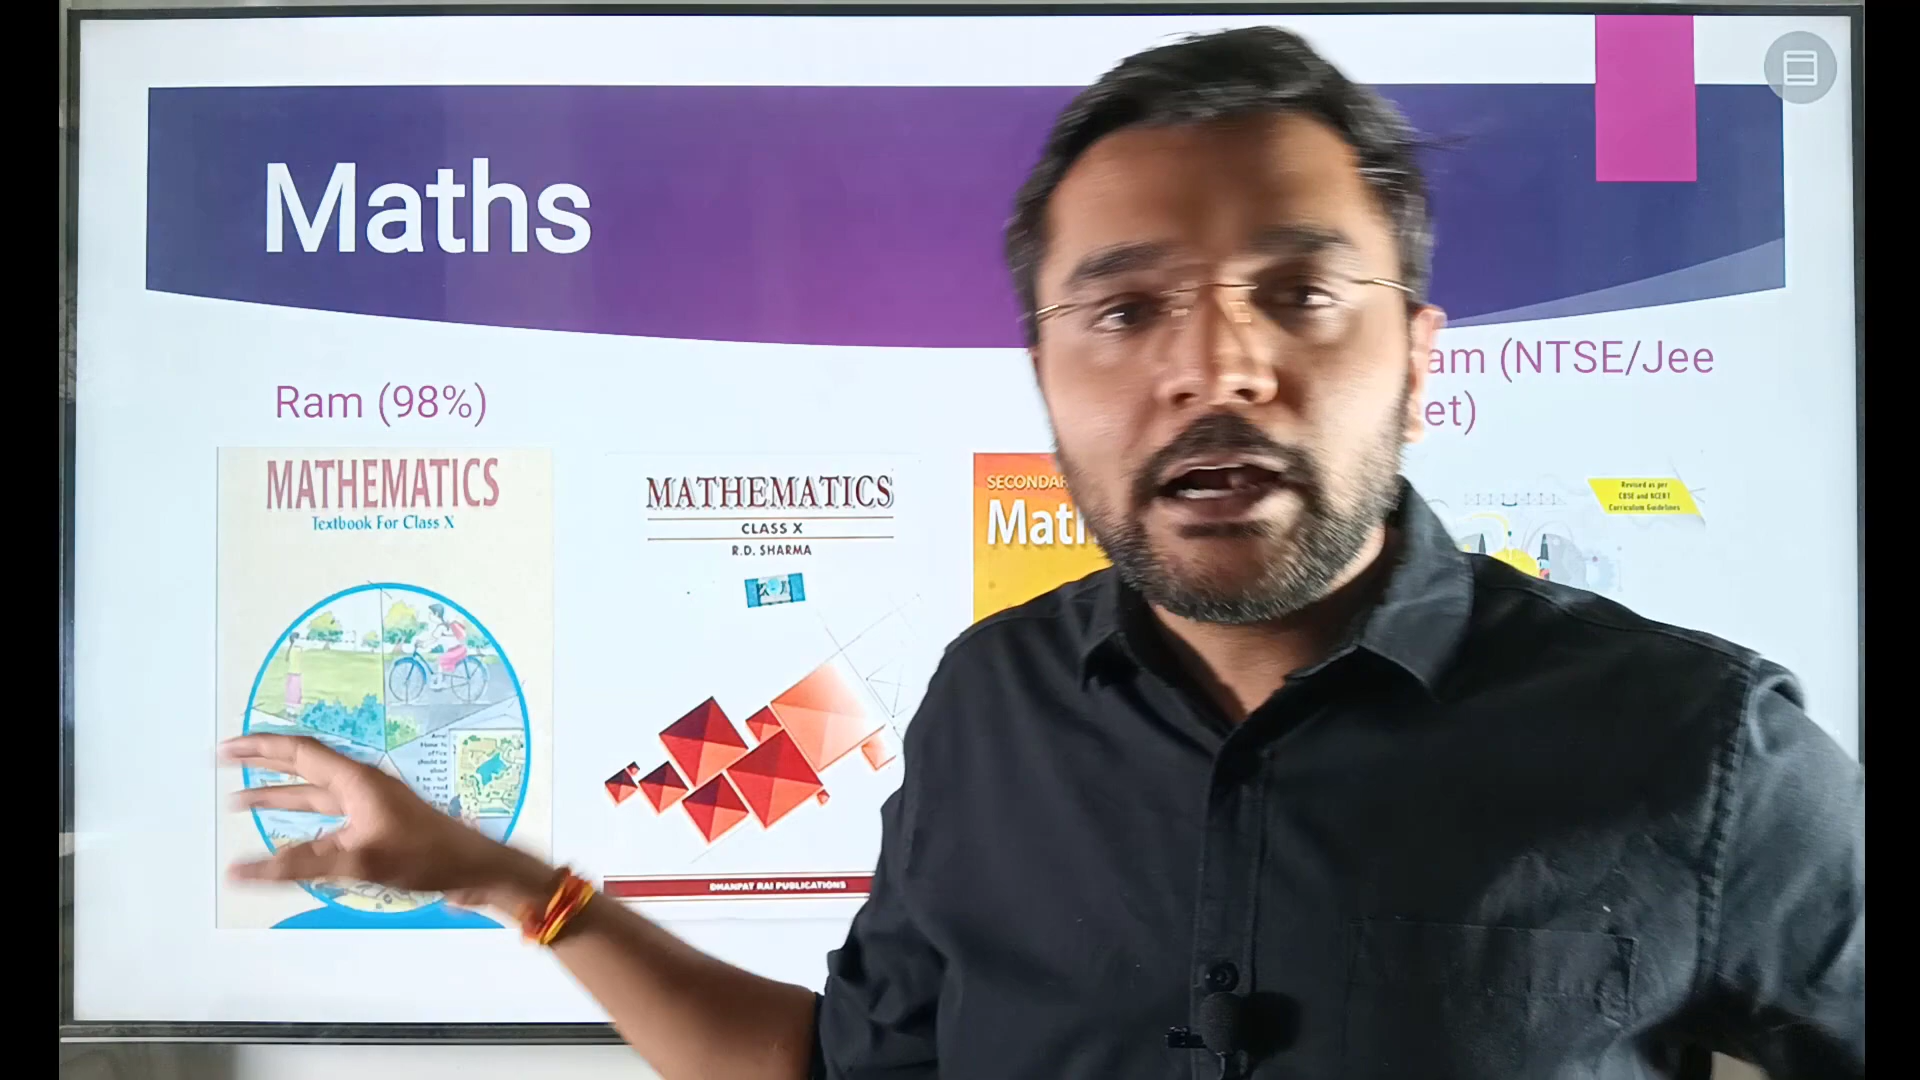 Maths
Ram (98%)
am (NTSE/Jee
et)
MATHEMATICS
Textbook For Class X
MATHEMATICS
CLASS X
R.D. SHARMA
DHANPAT RAI PUBLICATIONS
SECONDAR
Math
Revised as per
CBSE and NCERT
Curriculum Guidelines